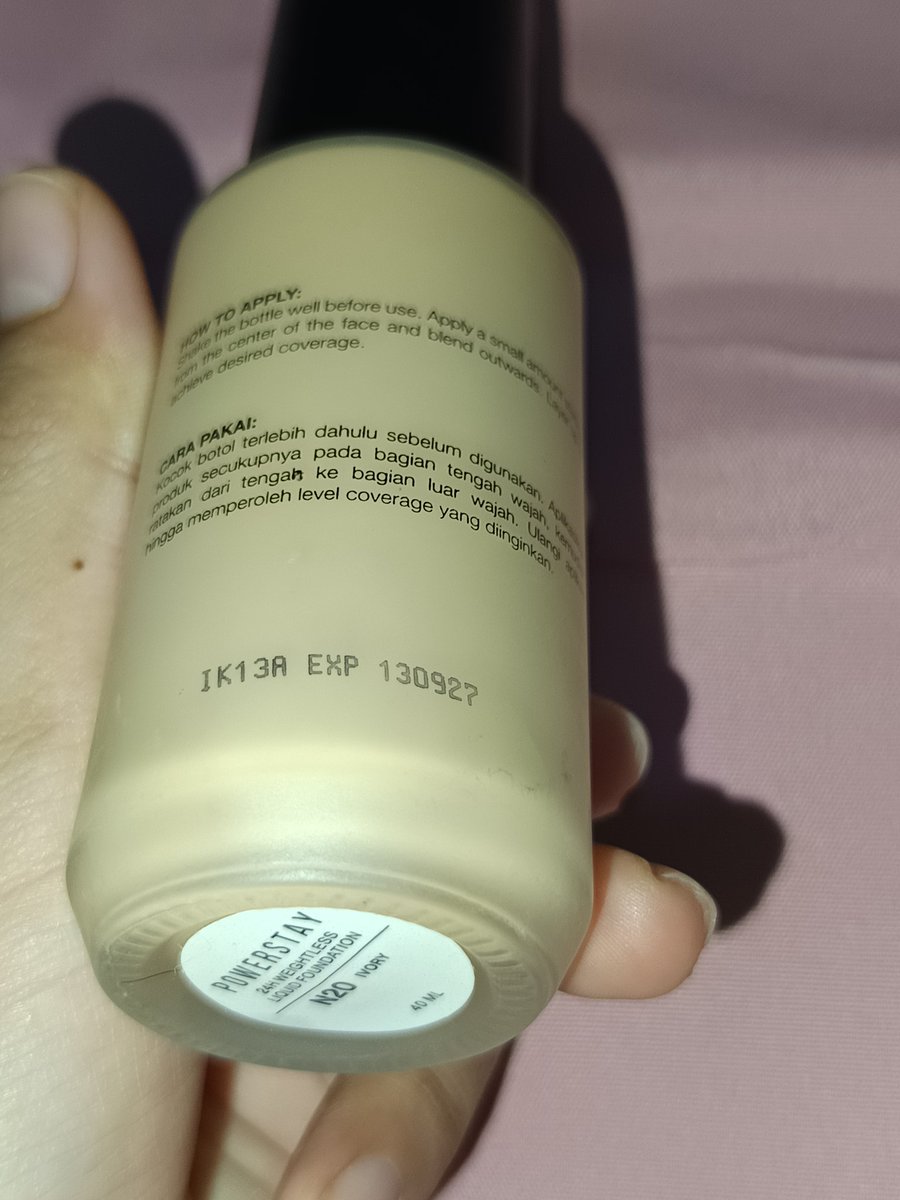 HOW TO APPLY:
Shake the bottle well before use. Apply a small amount
from the center of the face and blend outwards. Layer
achieve desired coverage.
CARA PAKAI:
Kocok botol terlebih dahulu sebelum digunakan.
produk secukupnya pada bagian tengah wajah,
ratakan dari tengah ke bagian luar wajah. Ulangi
hingga memperoleh level coverage yang diinginkan.
IK13A EXP 130927
POWERSTAY
24H WEIGHTLESS
LIQUID FOUNDATION
N20 IVORY
40 ML